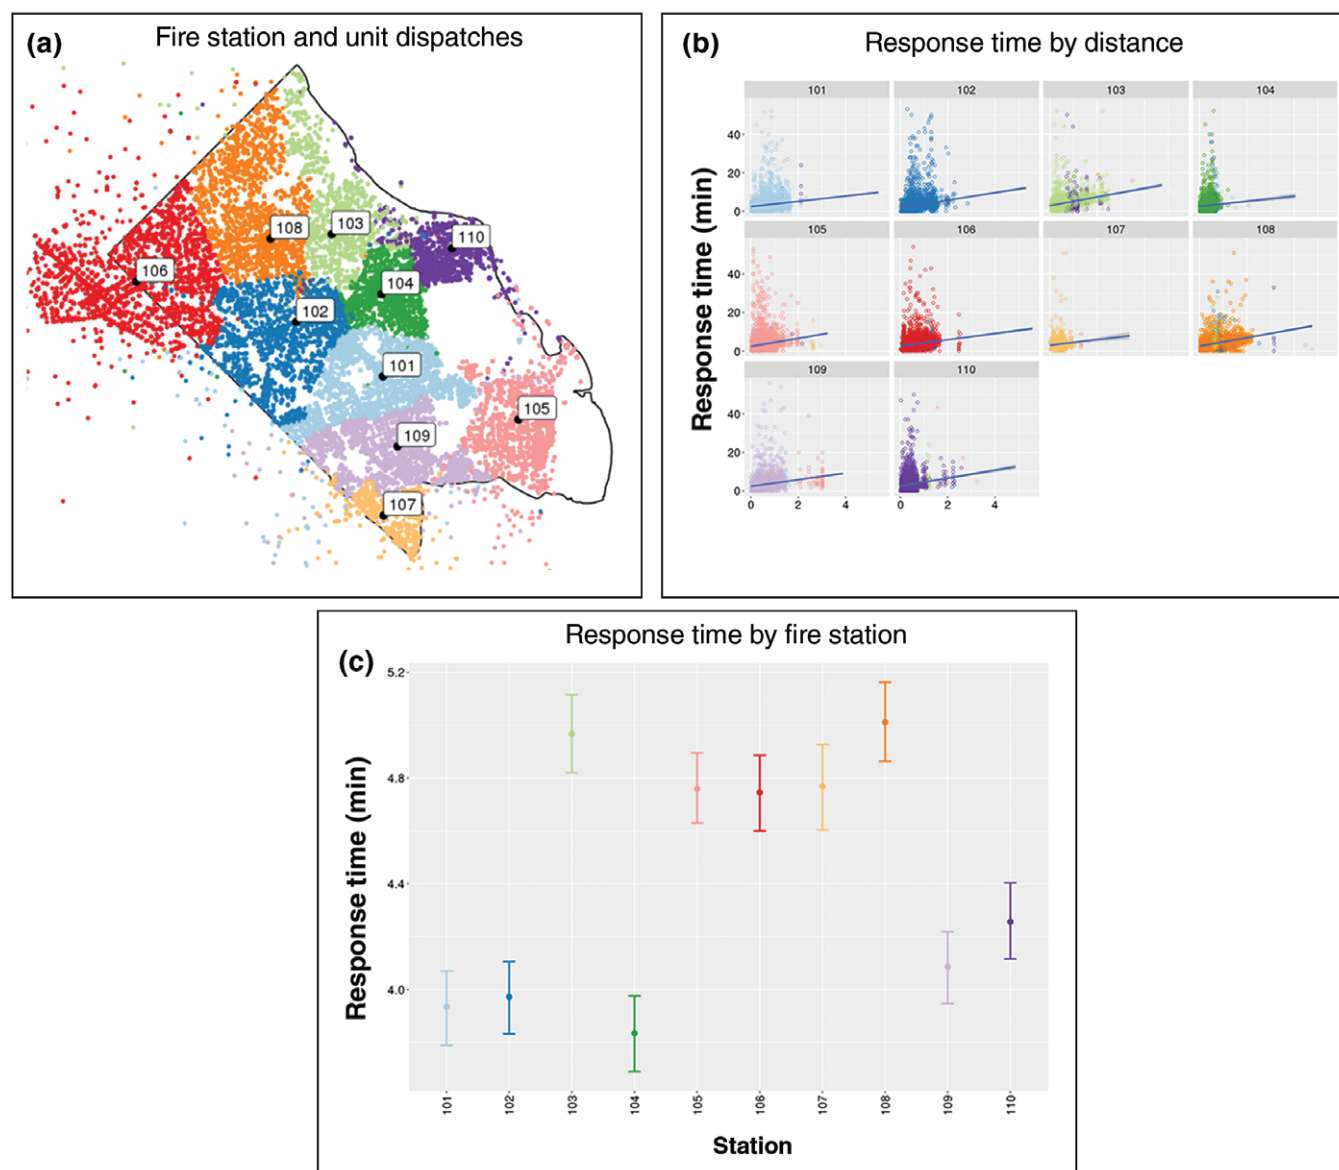 (a) Fire station and unit dispatches
108
103
110
106
104
102
101
105
109
107
(b) Response time by distance
Response time (min)
Response time (min)
101 102 103 104
40
20
0
105 106 107 108
40
20
0
109 110
40
20
0
0 2 4 0 2 4
Response time by fire station
(c)
Response time (min)
5.2
4.8
4.4
4.0
101 102 103 104 105 106 107 108 109 110
Station